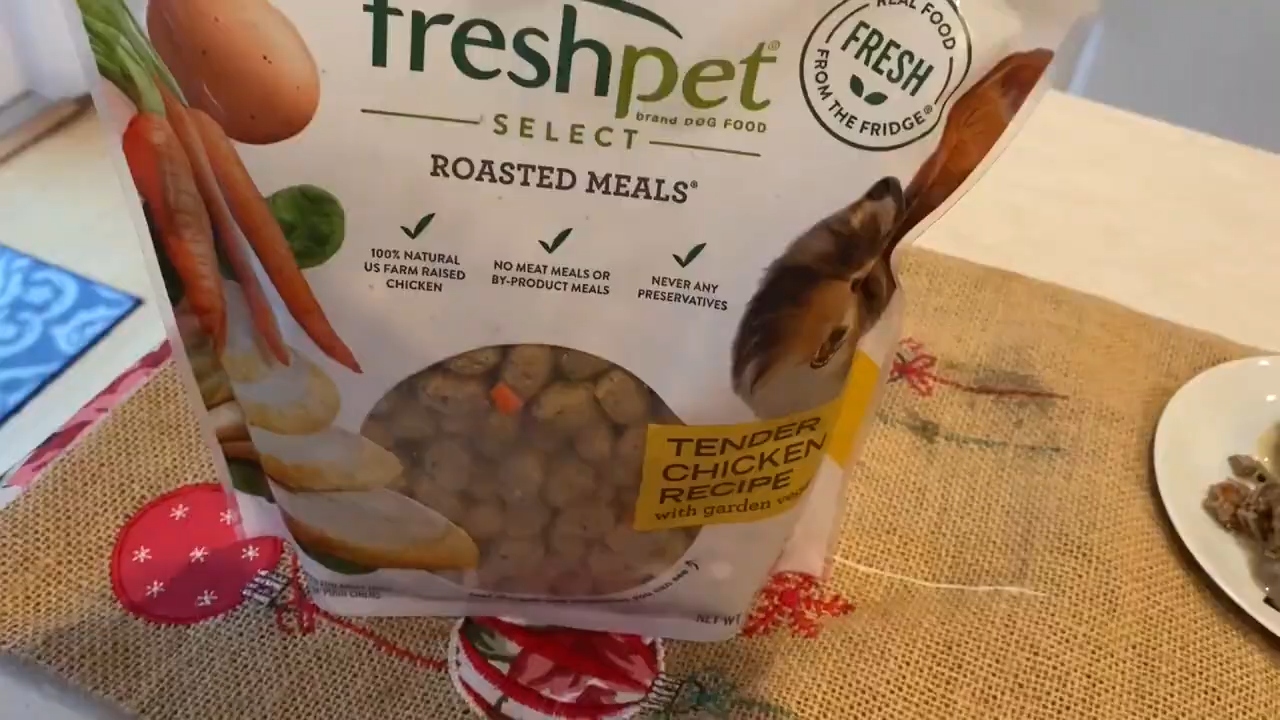 freshpet®
brand DOG FOOD
SELECT
ROASTED MEALS®
REAL FOOD
FRESH
FROM THE FRIDGE®
100% NATURAL
US FARM RAISED
CHICKEN
NO MEAT MEALS OR
BY-PRODUCT MEALS
NEVER ANY
PRESERVATIVES
TENDER
CHICKEN
RECIPE
with garden
NET WT